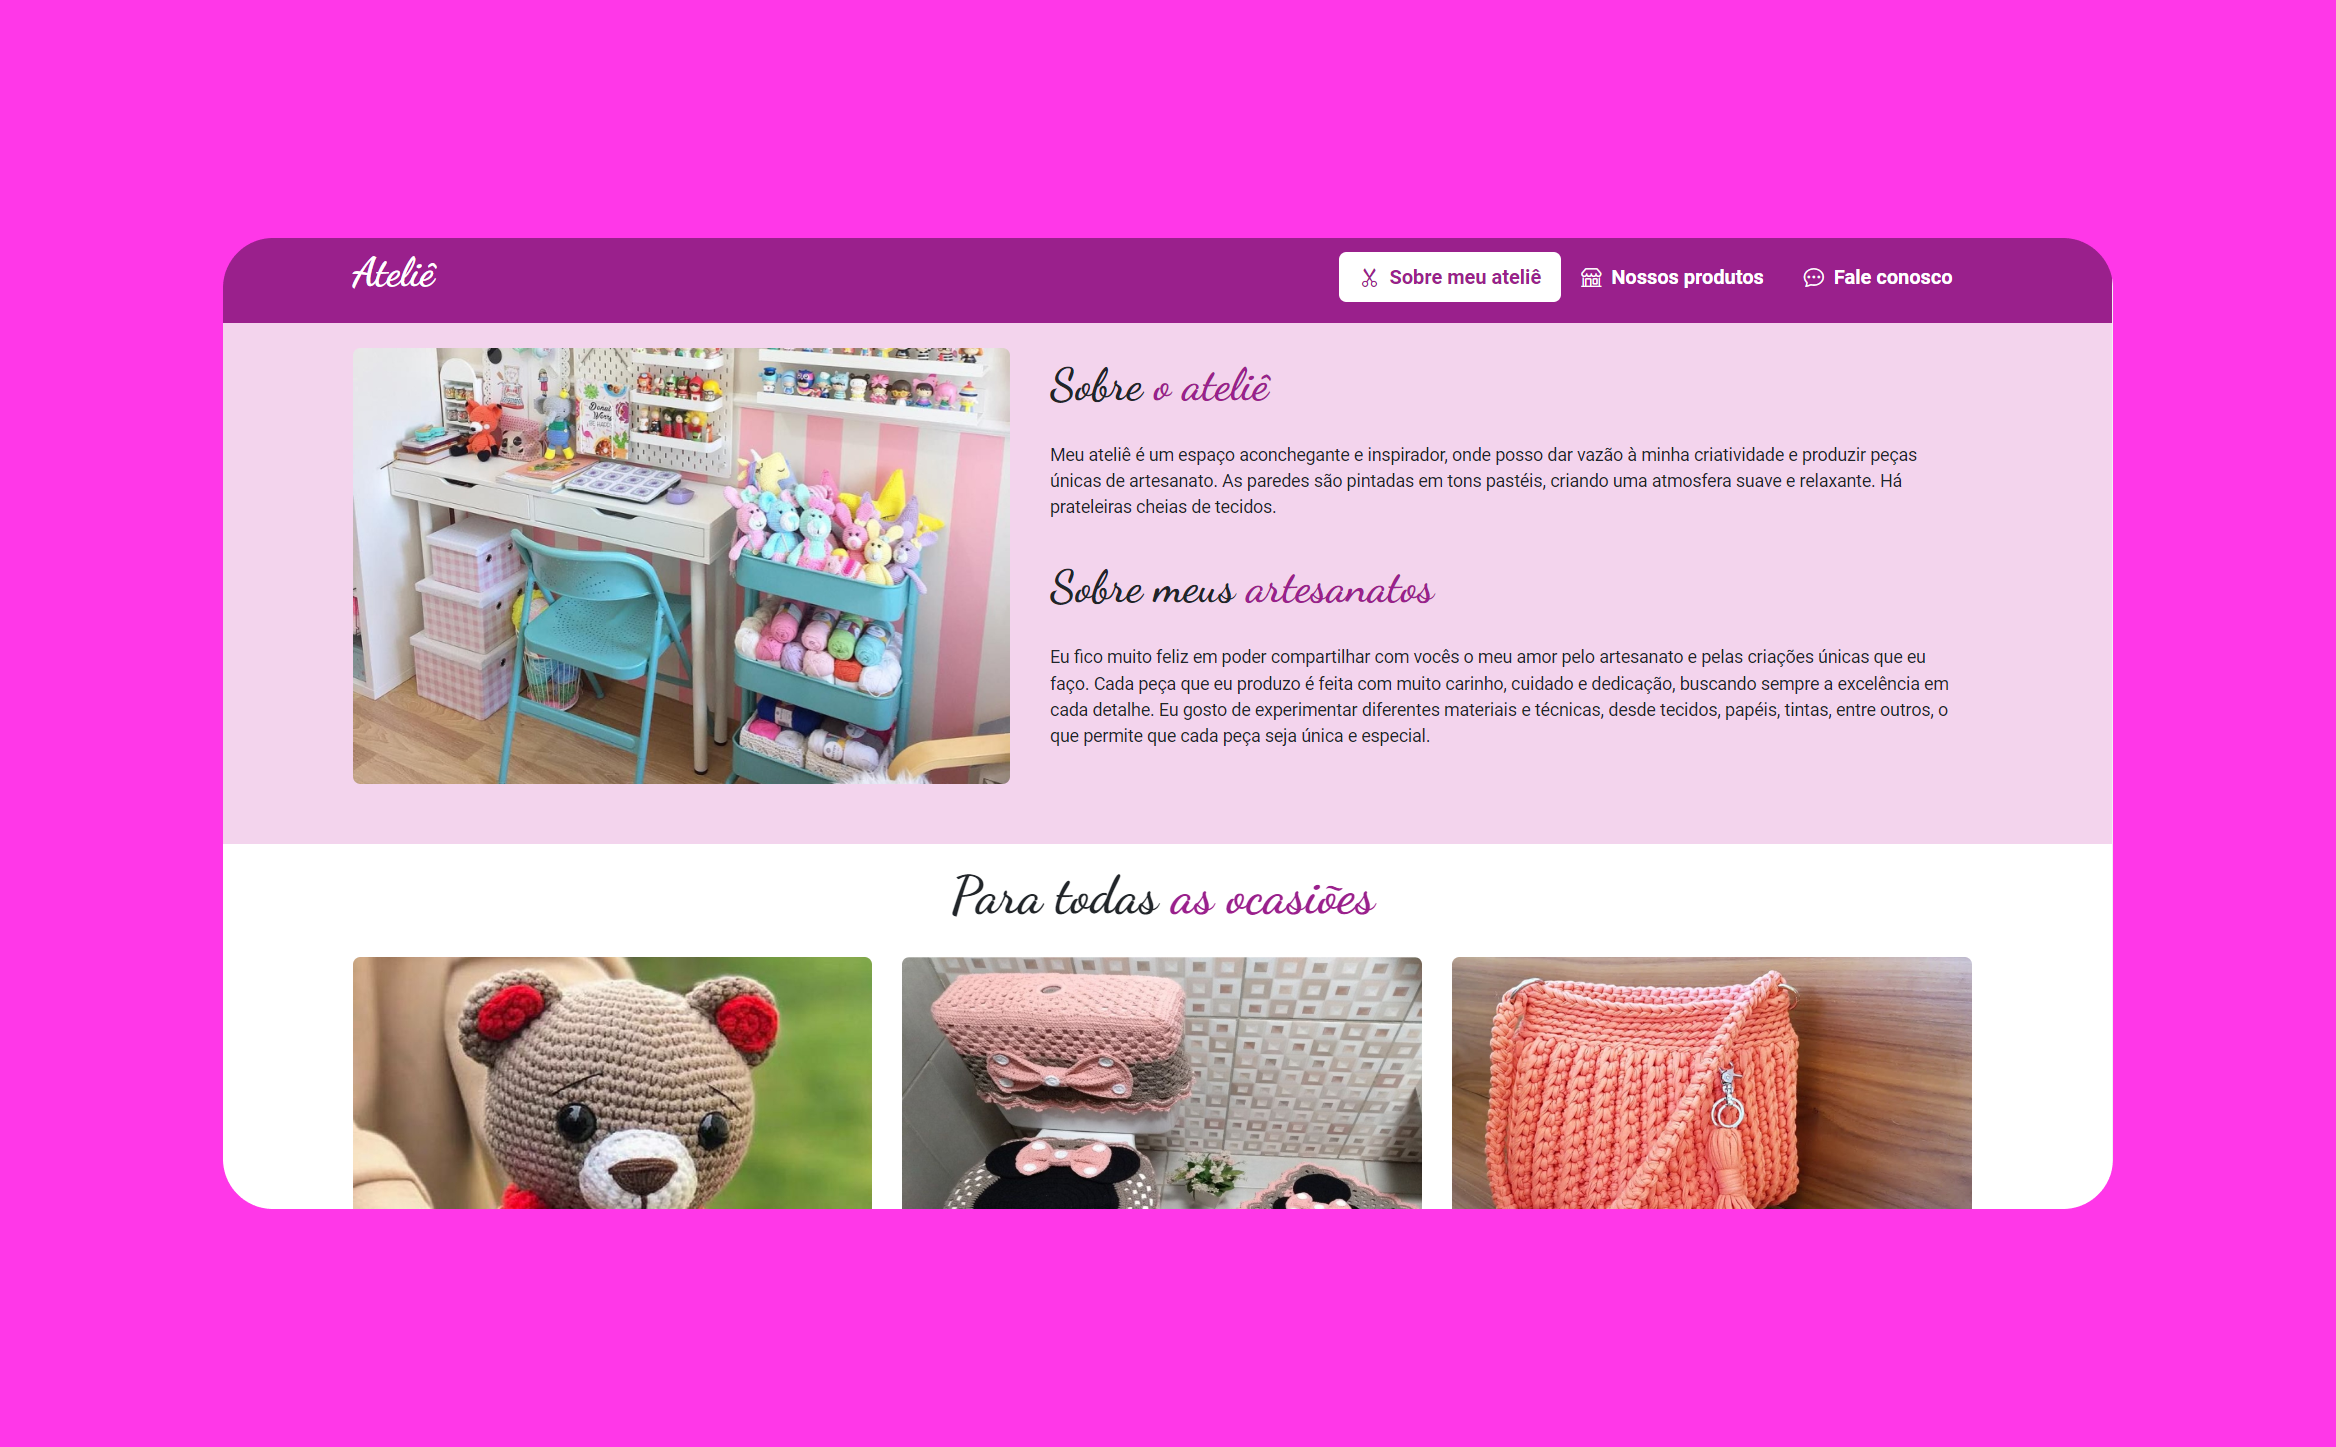 Ateliê
Sobre meu ateliê
Nossos produtos
Fale conosco
Sobre o ateliê
Meu ateliê é um espaço aconchegante e inspirador, onde posso dar vazão à minha criatividade e produzir peças
únicas de artesanato. As paredes são pintadas em tons pastéis, criando uma atmosfera suave e relaxante. Há
prateleiras cheias de tecidos.
Sobre meus artesanatos
Eu fico muito feliz em poder compartilhar com vocês o meu amor pelo artesanato e pelas criações únicas que eu
faço. Cada peça que eu produzo é feita com muito carinho, cuidado e dedicação, buscando sempre a excelência em
cada detalhe. Eu gosto de experimentar diferentes materiais e técnicas, desde tecidos, papéis, tintas, entre outros, o
que permite que cada peça seja única e especial.
Para todas as ocasiões